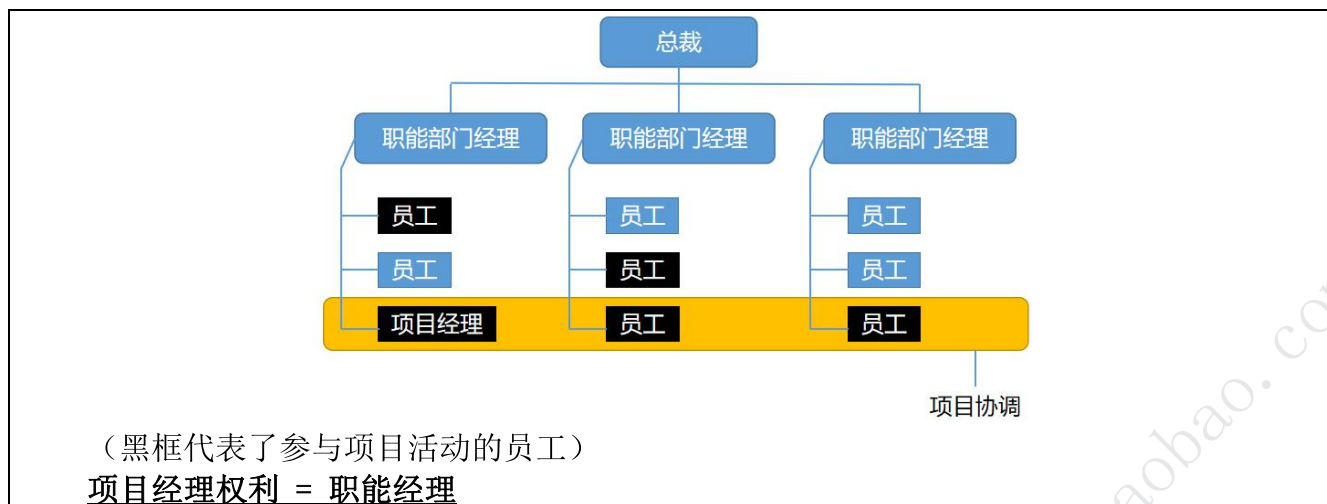 总裁
职能部门经理 职能部门经理 职能部门经理
员工 员工 员工
员工 员工 员工
项目经理 员工 员工
项目协调
（黑框代表了参与项目活动的员工）
项目经理权利 = 职能经理
aobao.co